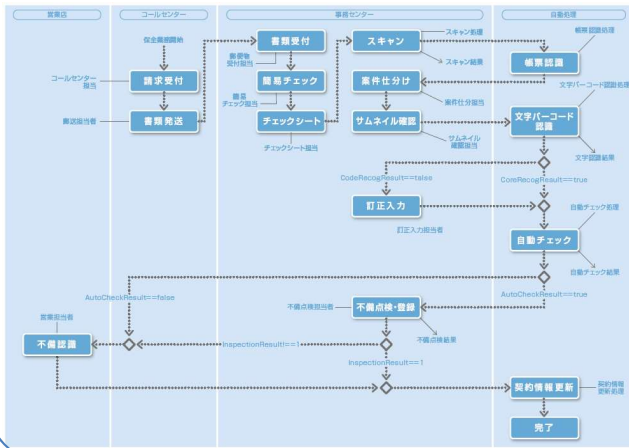 営業店
コールセンター
事務センター
自動処理
保全業務開始
コールセンター
担当
請求受付
郵送担当者
書類発送
書類受付
郵便物
受付担当
簡易チェック
簡易
チェック担当
チェックシート
チェックシート担当
スキャン
スキャン処理
スキャン結果
案件仕分け
案件仕分担当
サムネイル確認
サムネイル
確認担当
帳票認識
帳票認識処理
文字バーコード
認識
文字バーコード認識処理
文字認識結果
CodeRecogResult==false
CoreRecogResult==true
訂正入力
訂正入力担当者
自動チェック処理
自動チェック
自動チェック結果
AutoCheckResult==false
AutoCheckResult==true
営業担当者
不備認識
不備点検担当者
不備点検・登録
不備点検結果
InspectionResult!==1
InspectionResult==1
契約情報更新
契約情報
更新処理
完了